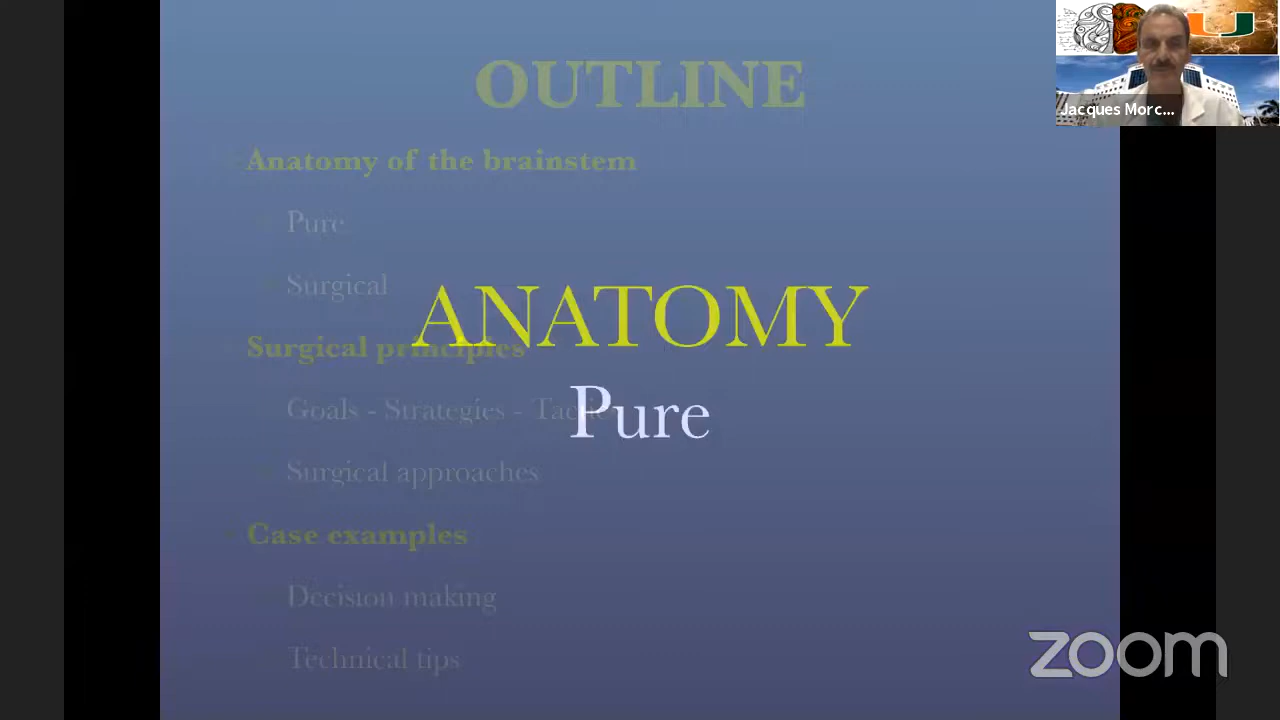 OUTLINE
Anatomy of the brainstem
Pure
Surgical
ANATOMY
Surgical principles
Pure
Goals - Strategies - Tactics
Surgical approaches
Case examples
Decision making
Technical tips
Jacques Morc...
zoom